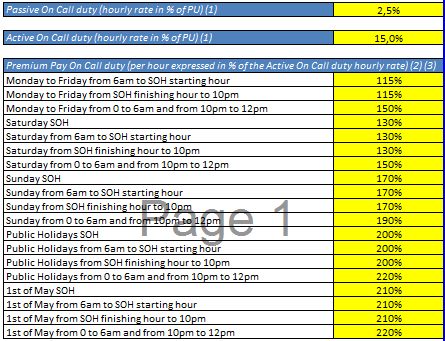 Passive On Call duty (hourly rate in % of PU) (1) 2,5%
Active On Call duty (hourly rate in % of PU) (1) 15,0%
Premium Pay On Call duty (per hour expressed in % of the Active On Call duty hourly rate) (2) (3)
Monday to Friday from 6am to SOH starting hour 115%
Monday to Friday from SOH finishing hour to 10pm 115%
Monday to Friday from 0 to 6am and from 10pm to 12pm 150%
Saturday SOH 130%
Saturday from 6am to SOH starting hour 130%
Saturday from SOH finishing hour to 10pm 130%
Saturday from 0 to 6am and from 10pm to 12pm 150%
Sunday SOH 170%
Sunday from 6am to SOH starting hour 170%
Sunday from SOH finishing hour to 10pm 170%
Sunday from 0 to 6am and from 10pm to 12pm 190%
Public Holidays SOH 200%
Public Holidays from 6am to SOH starting hour 200%
Public Holidays from SOH finishing hour to 10pm 200%
Public Holidays from 0 to 6am and from 10pm to 12pm 220%
1st of May SOH 210%
1st of May from 6am to SOH starting hour 210%
1st of May from SOH finishing hour to 10pm 210%
1st of May from 0 to 6am and from 10pm to 12pm 220%
Page 1